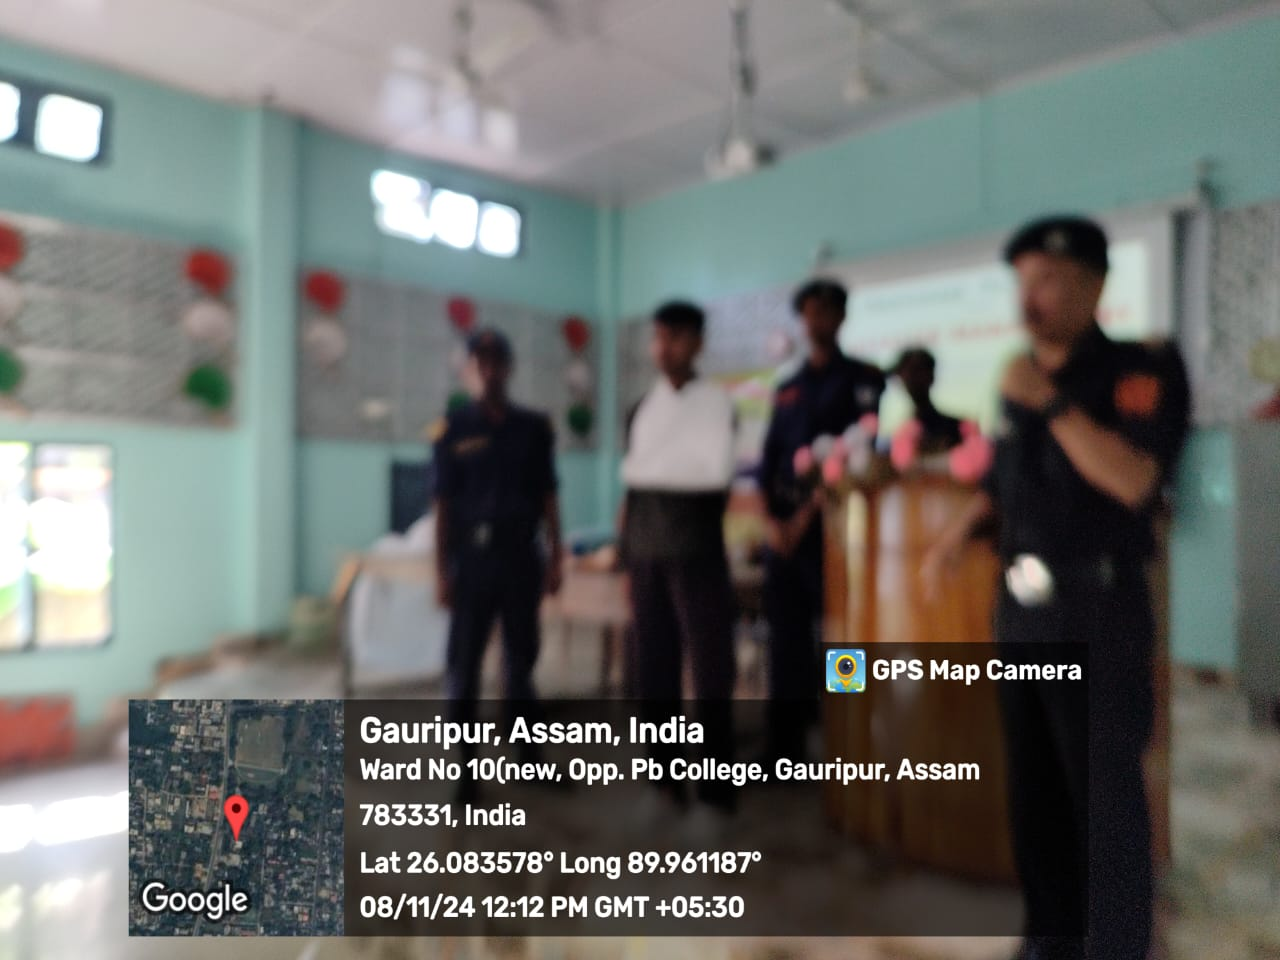 GPS Map Camera
Gauripur, Assam, India
Ward No 10(new, Opp. Pb College, Gauripur, Assam
783331, India
Lat 26.083578° Long 89.961187°
08/11/24 12:12 PM GMT +05:30
Google